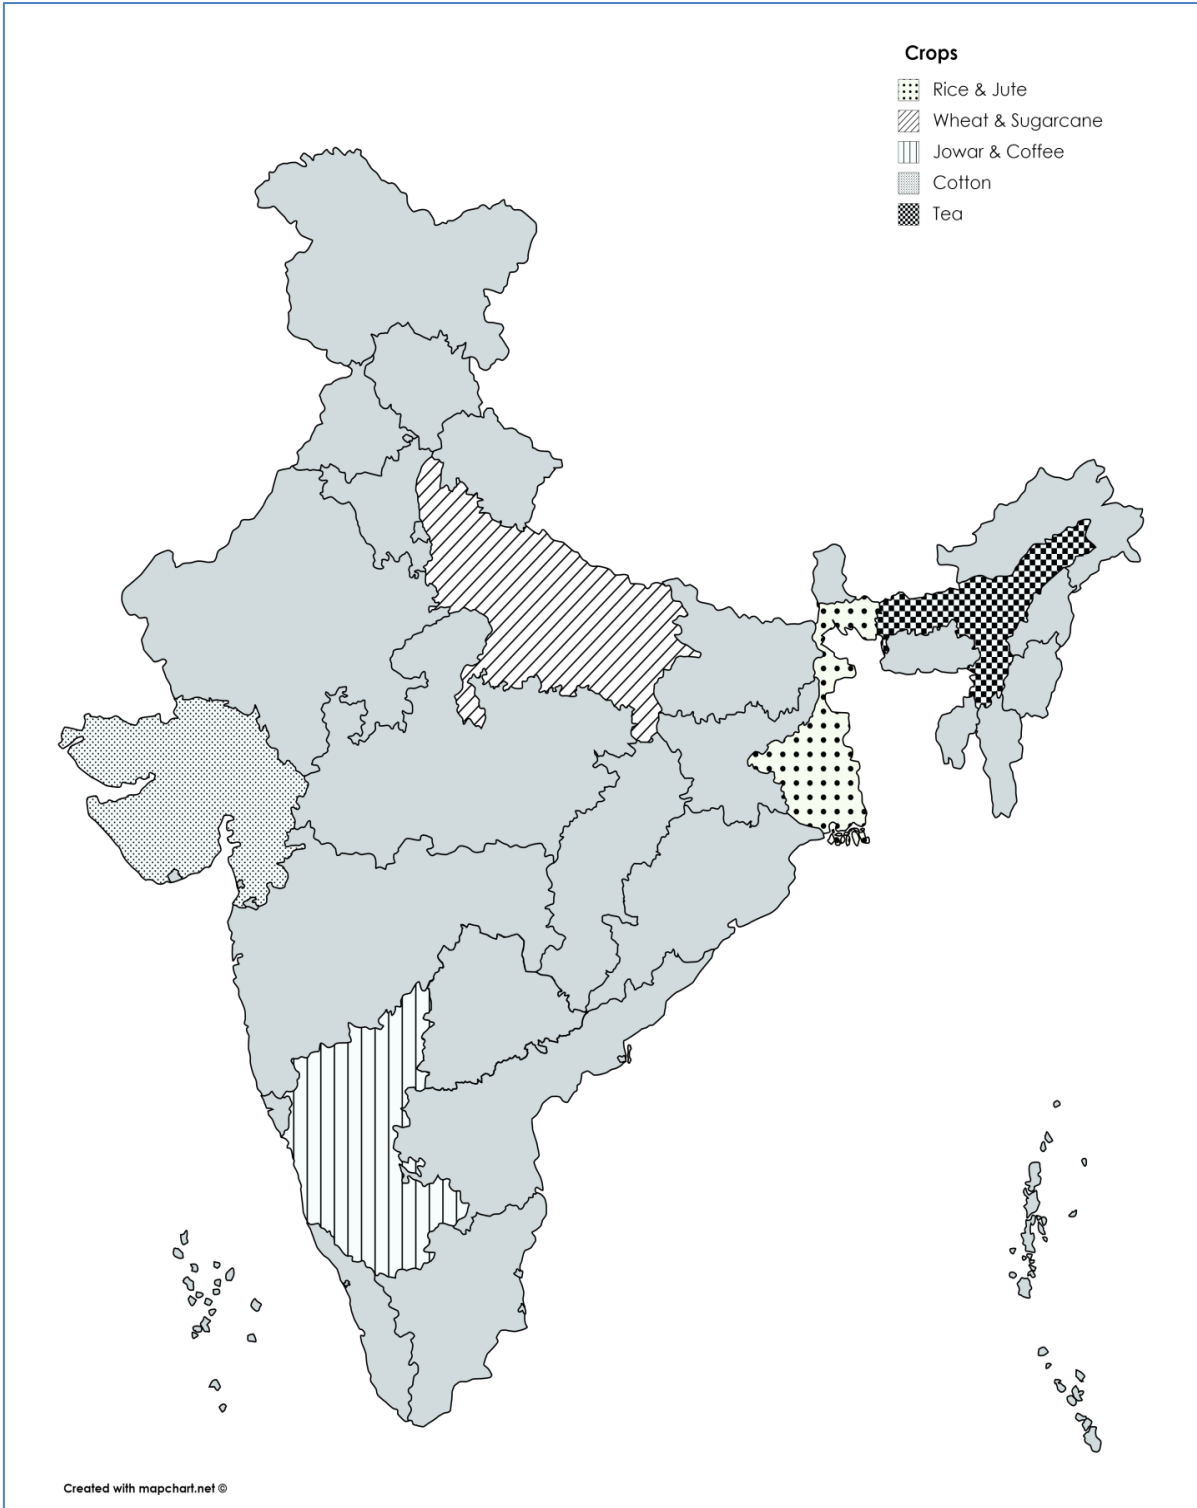 Crops
Rice & Jute
Wheat & Sugarcane
Jowar & Coffee
Cotton
Tea
Created with mapchart.net ©